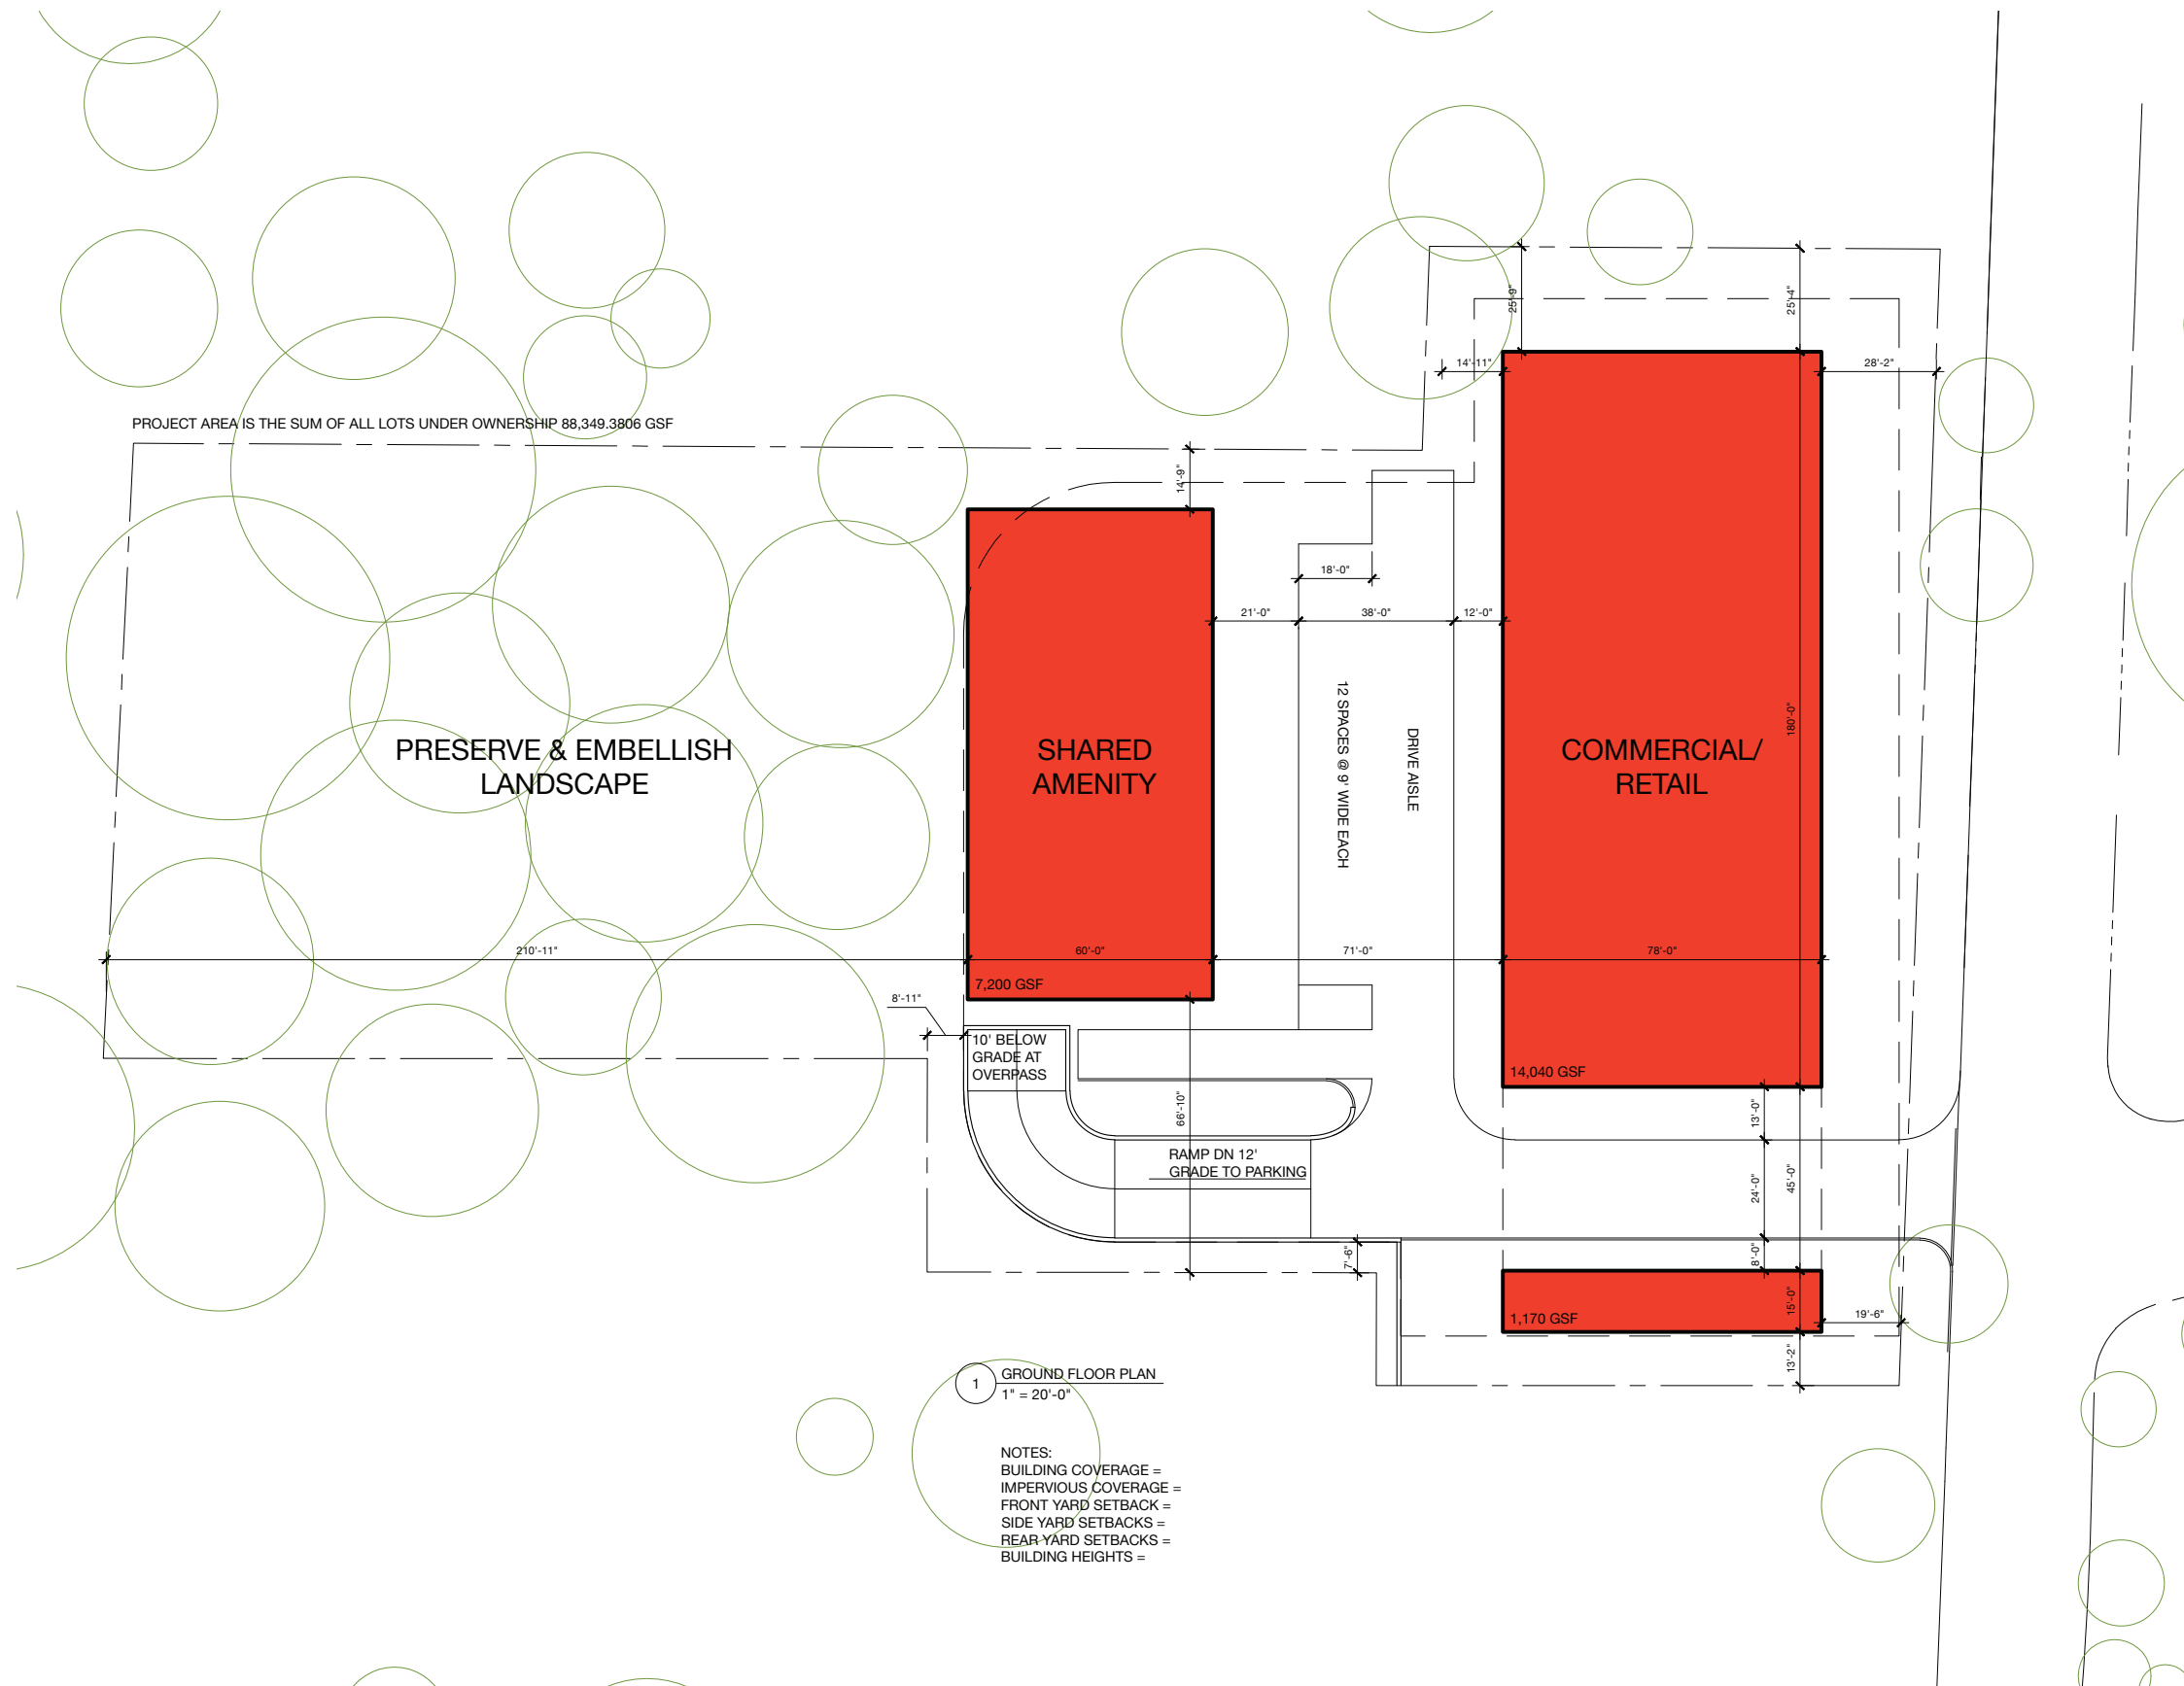 25'-9"
25'-4"
14'-11"
28'-2"
PROJECT AREA IS THE SUM OF ALL LOTS UNDER OWNERSHIP 88,349.3806 GSF
14'-9"
18'-0"
21'-0"
38'-0"
12'-0"
12 SPACES @ 9' WIDE EACH
DRIVE AISLE
180'-0"
PRESERVE & EMBELLISH
LANDSCAPE
SHARED
AMENITY
COMMERCIAL/
RETAIL
210'-11"
60'-0"
71'-0"
78'-0"
7,200 GSF
8'-11"
10' BELOW
GRADE AT
OVERPASS
14,040 GSF
66'-10"
13'-0"
RAMP DN 12'
GRADE TO PARKING
24'-0"
45'-0"
7'-6"
8'-0"
15'-0"
1,170 GSF
19'-6"
13'-2"
1
GROUND FLOOR PLAN
1" = 20'-0"
NOTES:
BUILDING COVERAGE =
IMPERVIOUS COVERAGE =
FRONT YARD SETBACK =
SIDE YARD SETBACKS =
REAR YARD SETBACKS =
BUILDING HEIGHTS =